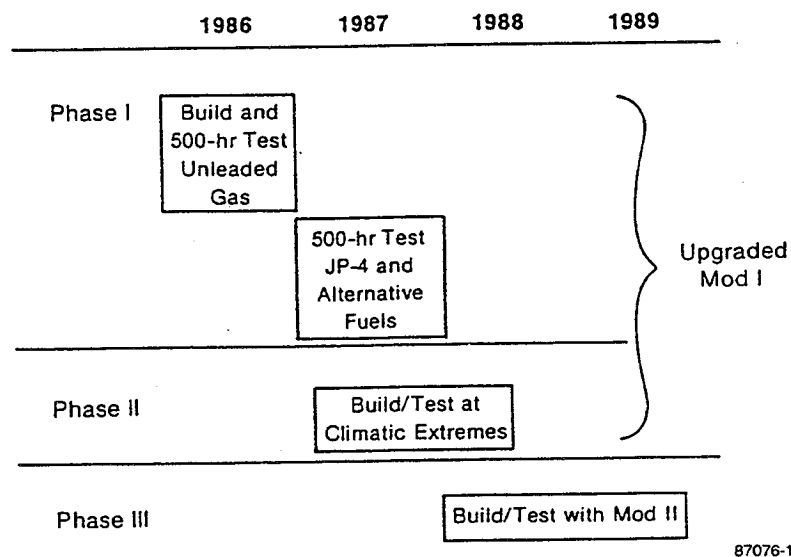 1986 1987 1988 1989
Phase I
Build and
500-hr Test
Unleaded
Gas
500-hr Test
JP-4 and
Alternative
Fuels
Upgraded
Mod I
Phase II
Build/Test at
Climatic Extremes
Phase III
Build/Test with Mod II
87076-1